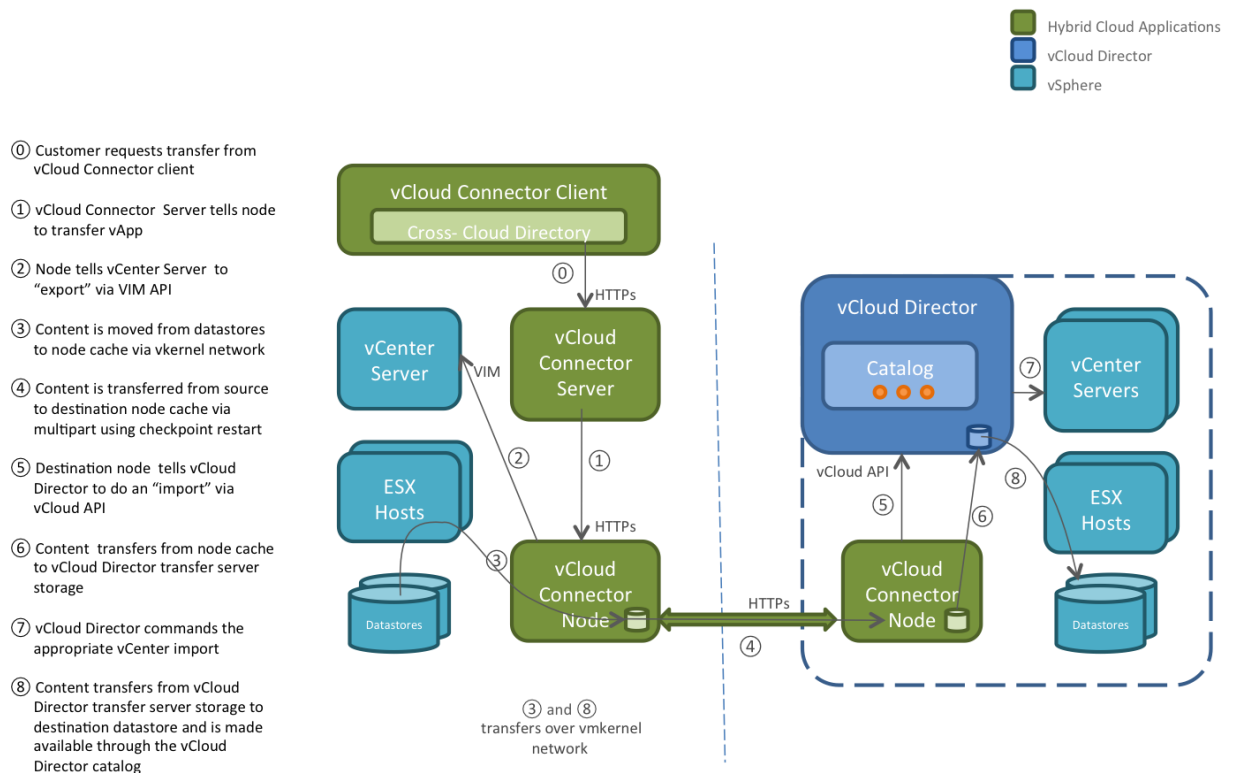 Hybrid Cloud Applications
vCloud Director
vSphere
⓪ Customer requests transfer from
vCloud Connector client
① vCloud Connector Server tells node
to transfer vApp
② Node tells vCenter Server to
“export” via VIM API
③ Content is moved from datastores
to node cache via vkernel network
④ Content is transferred from source
to destination node cache via
multipart using checkpoint restart
⑤ Destination node tells vCloud
Director to do an “import” via
vCloud API
⑥ Content transfers from node cache
to vCloud Director transfer server
storage
⑦ vCloud Director commands the
appropriate vCenter import
⑧ Content transfers from vCloud
Director transfer server storage to
destination datastore and is made
available through the vCloud
Director catalog
vCloud Connector Client
Cross- Cloud Directory
⓪
HTTPs
vCenter
Server
VIM
vCloud
Connector
Server
②
①
ESX
Hosts
HTTPs
③
vCloud
Connector
Node
Datastores
HTTPs
④
③ and ⑧
transfers over vmkernel
network
vCloud Director
Catalog
⑦
vCenter
Servers
vCloud API
⑤
⑥
⑧
ESX
Hosts
vCloud
Connector
Node
Datastores